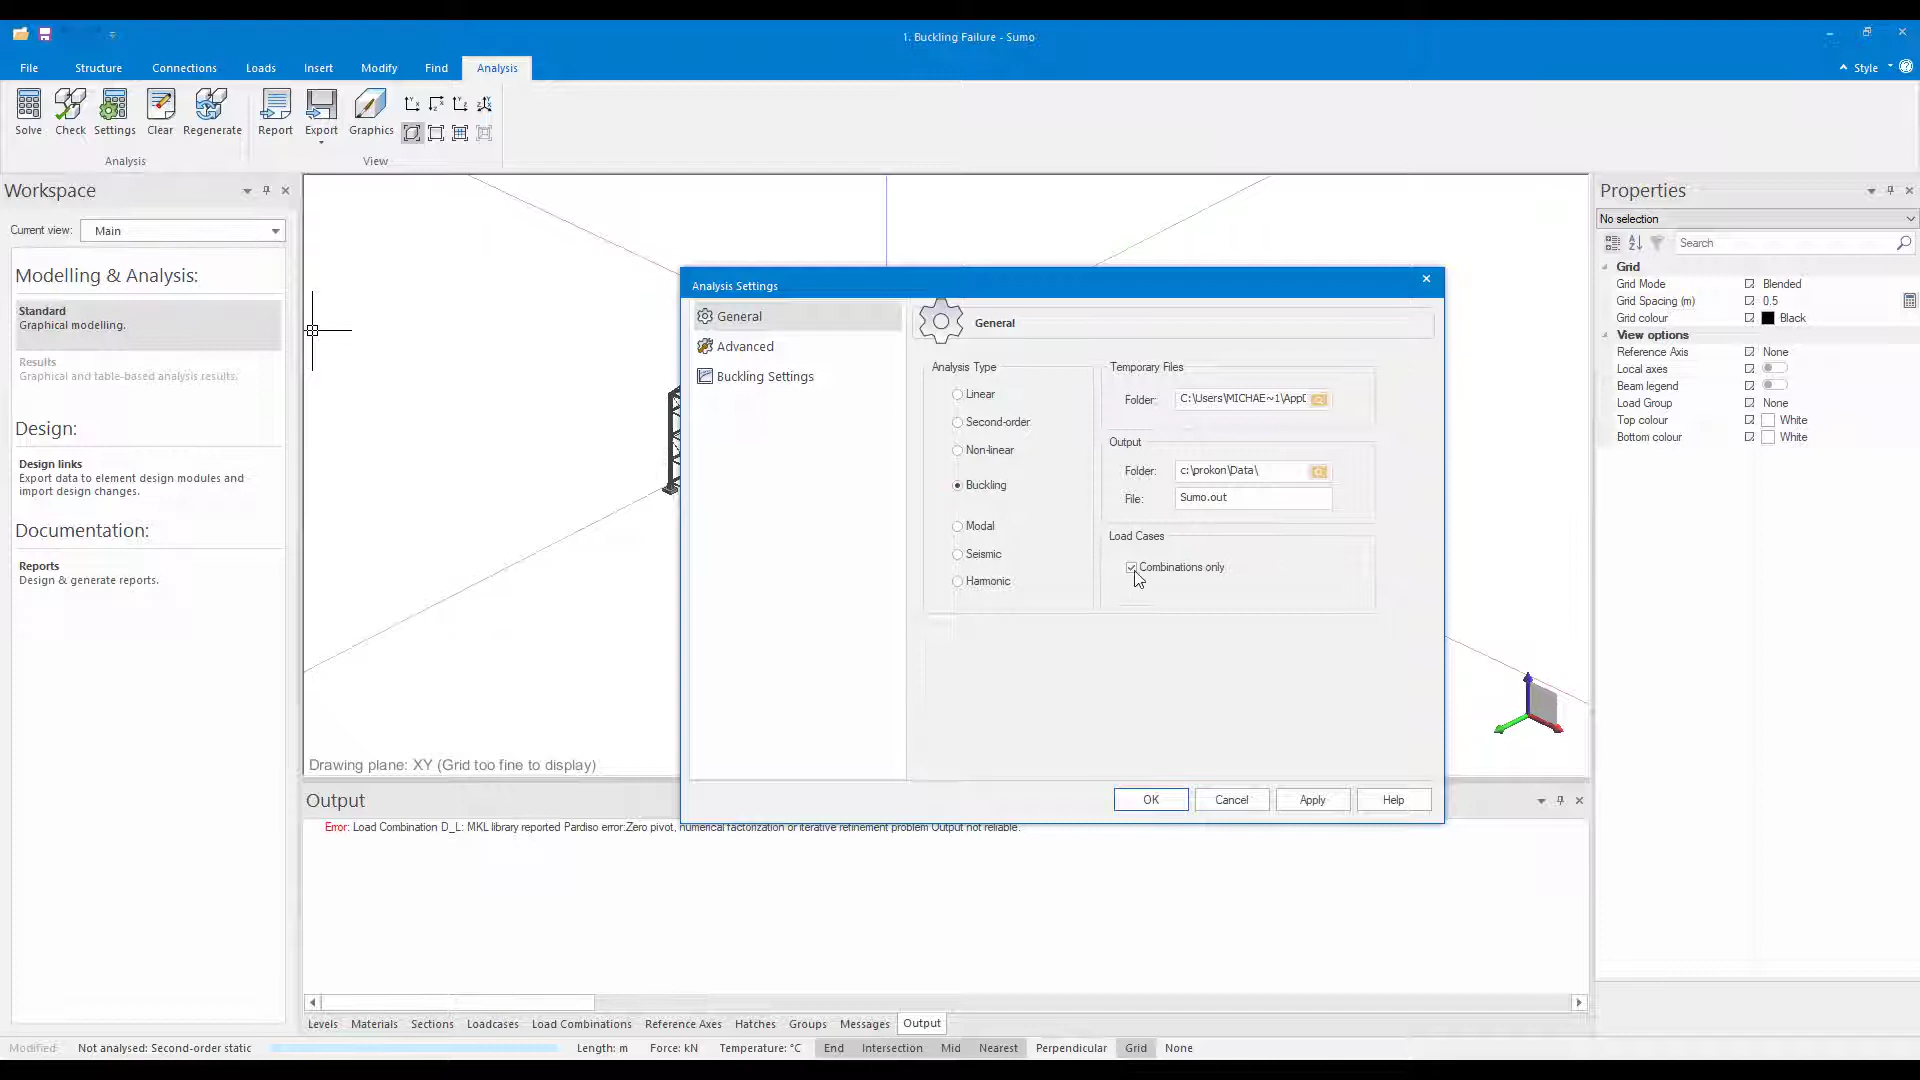 1. Buckling Failure - Sumo
File Structure Connections Loads Insert Modify Find Analysis
Style
Solve Check Settings Clear Regenerate Report Export Graphics
Analysis View
Workspace
Current view: Main
Modelling & Analysis:
Standard
Graphical modelling.
Results
Graphical and table-based analysis results.
Design:
Design links
Export data to element design modules and
import design changes.
Documentation:
Reports
Design & generate reports.
Drawing plane: XY (Grid too fine to display)
Analysis Settings
General
Advanced
Buckling Settings
General
Analysis Type
Linear
Second-order
Non-linear
Buckling
Modal
Seismic
Harmonic
Temporary Files
Folder: C:\Users\MICHAE~1\AppD
Output
Folder: c:\prokon\Data\
File: Sumo.out
Load Cases
Combinations only
OK Cancel Apply Help
Properties
No selection
Search
Grid
Grid Mode Blended
Grid Spacing (m) 0.5
Grid colour Black
View options
Reference Axis None
Local axes
Beam legend
Load Group None
Top colour White
Bottom colour White
Output
Error: Load Combination D_L: MKL library reported Pardiso error:Zero pivot, numerical factorization or iterative refinement problem Output not reliable.
Levels Materials Sections Loadcases Load Combinations Reference Axes Hatches Groups Messages Output
Modified Not analysed: Second-order static Length: m Force: kN Temperature: °C End Intersection Mid Nearest Perpendicular Grid None